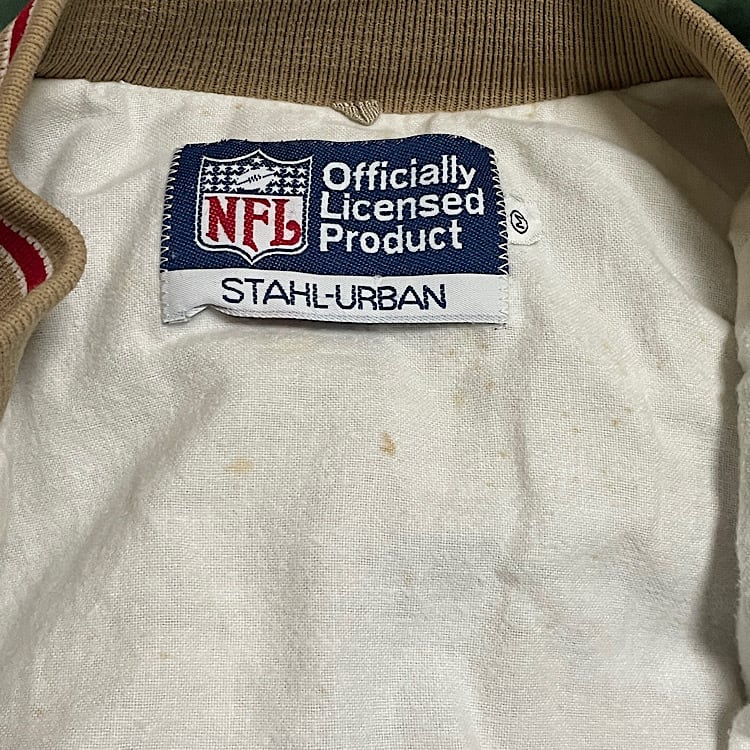 NFL
Officially
Licensed
Product
M
STAHL-URBAN